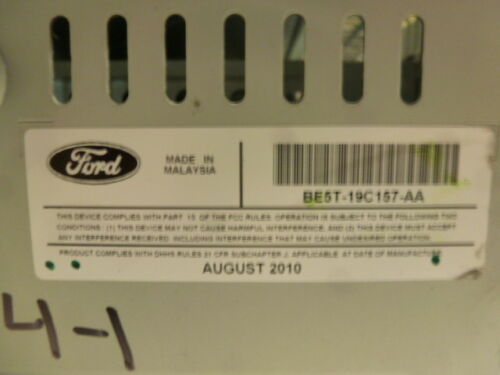 Ford
MADE IN
MALAYSIA
BE5T-19C157-AA
THIS DEVICE COMPLIES WITH PART 15 OF THE FCC RULES. OPERATION IS SUBJECT TO THE FOLLOWING TWO
CONDITIONS: (1) THIS DEVICE MAY NOT CAUSE HARMFUL INTERFERENCE, AND (2) THIS DEVICE MUST ACCEPT
ANY INTERFERENCE RECEIVED, INCLUDING INTERFERENCE THAT MAY CAUSE UNDESIRED OPERATION.
PRODUCT COMPLIES WITH DHHS RULES 21 CFR SUBCHAPTER J, APPLICABLE AT DATE OF MANUFACTURE
AUGUST 2010
4-1